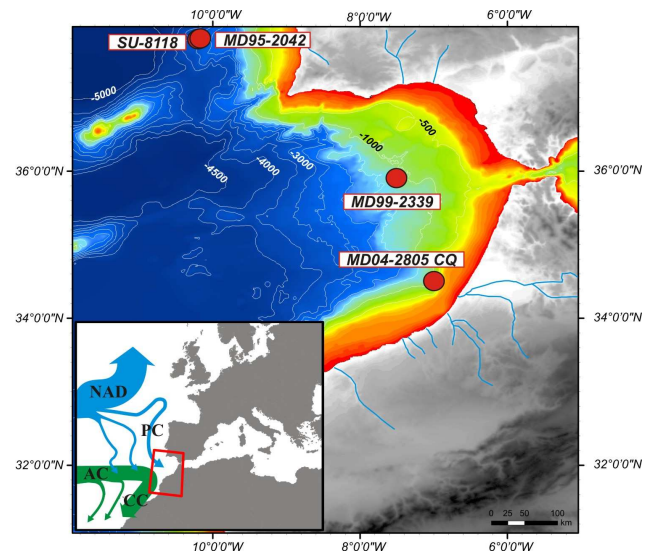 10°0'0"W 8°0'0"W 6°0'0"W
SU-8118 MD95-2042
-5000
-500
-1000
-3000
-4000
-4500
36°0'0"N 36°0'0"N
MD99-2339
MD04-2805 CQ
34°0'0"N 34°0'0"N
NAD
PC
AC
CC
32°0'0"N 32°0'0"N
0 25 50 100
km
10°0'0"W 8°0'0"W 6°0'0"W